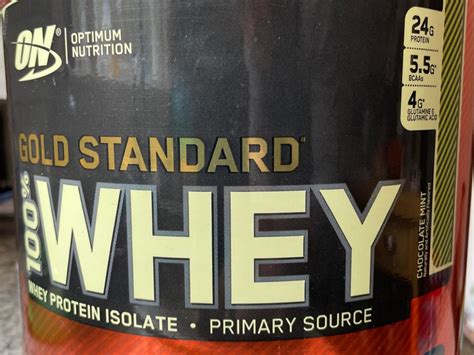 ON®
OPTIMUM
NUTRITION
24G
PROTEIN
5.5G*
BCAAs
4G*
GLUTAMINE &
GLUTAMIC ACID
GOLD STANDARD
100% WHEY
CHOCOLATE MINT
WHEY PROTEIN ISOLATE • PRIMARY SOURCE